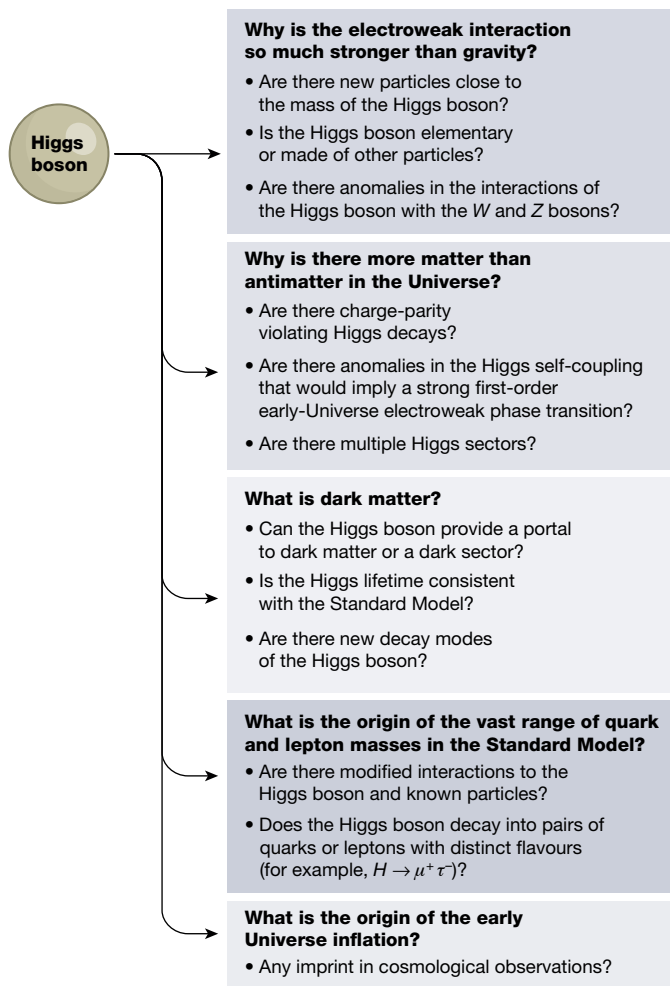 Higgs
boson
Why is the electroweak interaction
so much stronger than gravity?
• Are there new particles close to
the mass of the Higgs boson?
• Is the Higgs boson elementary
or made of other particles?
• Are there anomalies in the interactions of
the Higgs boson with the W and Z bosons?
Why is there more matter than
antimatter in the Universe?
• Are there charge-parity
violating Higgs decays?
• Are there anomalies in the Higgs self-coupling
that would imply a strong first-order
early-Universe electroweak phase transition?
• Are there multiple Higgs sectors?
What is dark matter?
• Can the Higgs boson provide a portal
to dark matter or a dark sector?
• Is the Higgs lifetime consistent
with the Standard Model?
• Are there new decay modes
of the Higgs boson?
What is the origin of the vast range of quark
and lepton masses in the Standard Model?
• Are there modified interactions to the
Higgs boson and known particles?
• Does the Higgs boson decay into pairs of
quarks or leptons with distinct flavours
(for example, H → μ⁺ τ⁻)?
What is the origin of the early
Universe inflation?
• Any imprint in cosmological observations?